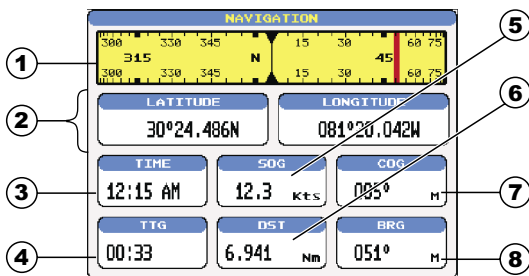 NAVIGATION
300 330 345 15 30 60 75
315 N 45
300 330 345 15 30 60 75
LATITUDE LONGITUDE
30°24.486N 081°20.042W
TIME SOG COG
12:15 AM 12.3 Kts 005° M
TTG DST BRG
00:33 6.941 Nm 051° M
1
2
3
4
5
6
7
8